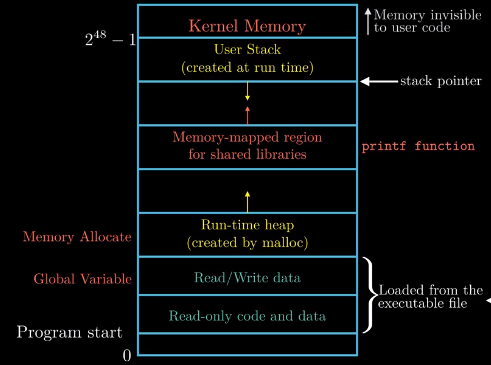 Kernel Memory
Memory invisible
to user code
2^48 − 1
User Stack
(created at run time)
stack pointer
Memory-mapped region
for shared libraries
printf function
Run-time heap
(created by malloc)
Memory Allocate
Global Variable
Read/Write data
Loaded from the
executable file
Read-only code and data
Program start
0